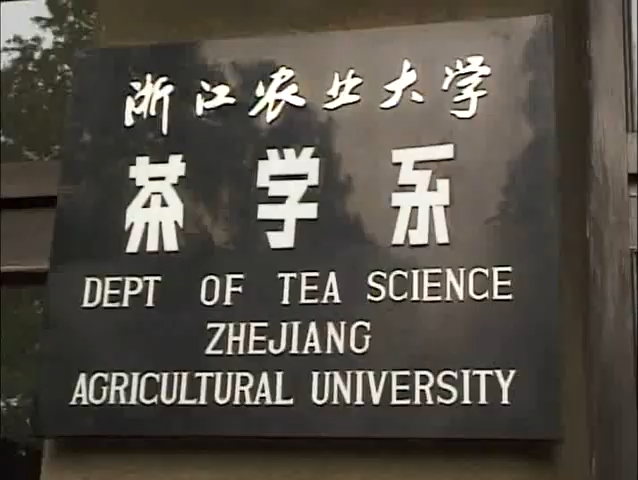 浙江农业大学
茶学系
DEPT OF TEA SCIENCE
ZHEJIANG
AGRICULTURAL UNIVERSITY